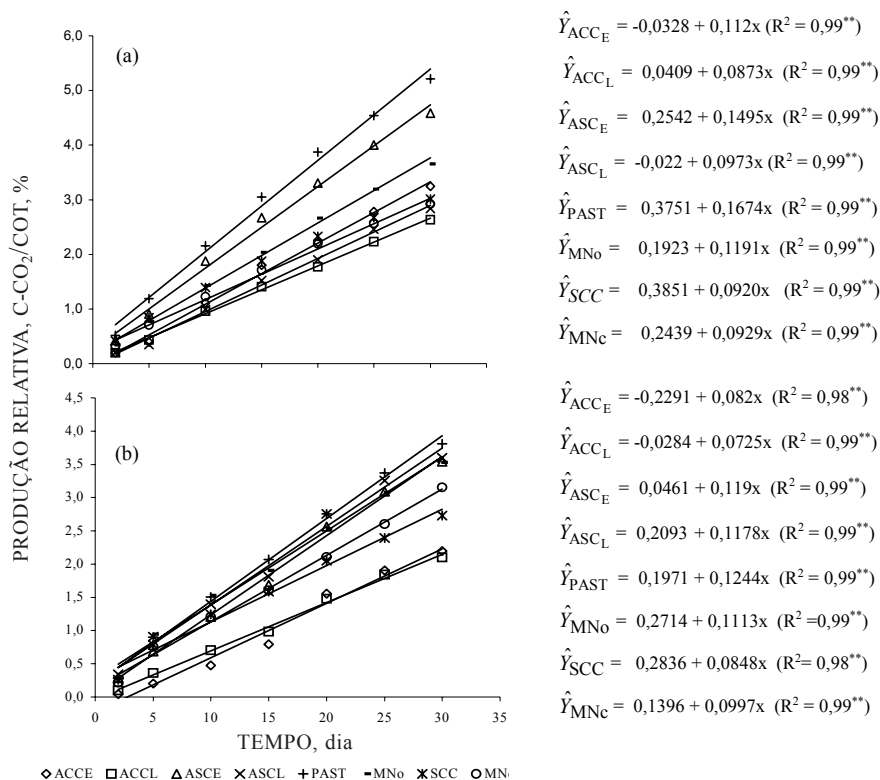 PRODUÇÃO RELATIVA, C-CO₂/COT, %
(a)
6,0
5,0
4,0
3,0
2,0
1,0
0,0
Ŷ_ACC_E = -0,0328 + 0,112x (R² = 0,99**)
Ŷ_ACC_L = 0,0409 + 0,0873x (R² = 0,99**)
Ŷ_ASC_E = 0,2542 + 0,1495x (R² = 0,99**)
Ŷ_ASC_L = -0,022 + 0,0973x (R² = 0,99**)
Ŷ_PAST = 0,3751 + 0,1674x (R² = 0,99**)
Ŷ_MNo = 0,1923 + 0,1191x (R² = 0,99**)
Ŷ_SCC = 0,3851 + 0,0920x (R² = 0,99**)
Ŷ_MNc = 0,2439 + 0,0929x (R² = 0,99**)
(b)
4,5
4,0
3,5
3,0
2,5
2,0
1,5
1,0
0,5
0,0
0 5 10 15 20 25 30 35
TEMPO, dia
Ŷ_ACC_E = -0,2291 + 0,082x (R² = 0,98**)
Ŷ_ACC_L = -0,0284 + 0,0725x (R² = 0,99**)
Ŷ_ASC_E = 0,0461 + 0,119x (R² = 0,99**)
Ŷ_ASC_L = 0,2093 + 0,1178x (R² = 0,99**)
Ŷ_PAST = 0,1971 + 0,1244x (R² = 0,99**)
Ŷ_MNo = 0,2714 + 0,1113x (R² =0,99**)
Ŷ_SCC = 0,2836 + 0,0848x (R²= 0,98**)
Ŷ_MNc = 0,1396 + 0,0997x (R² = 0,99**)
ACCE ACCL ASCE ASCL PAST MNo SCC